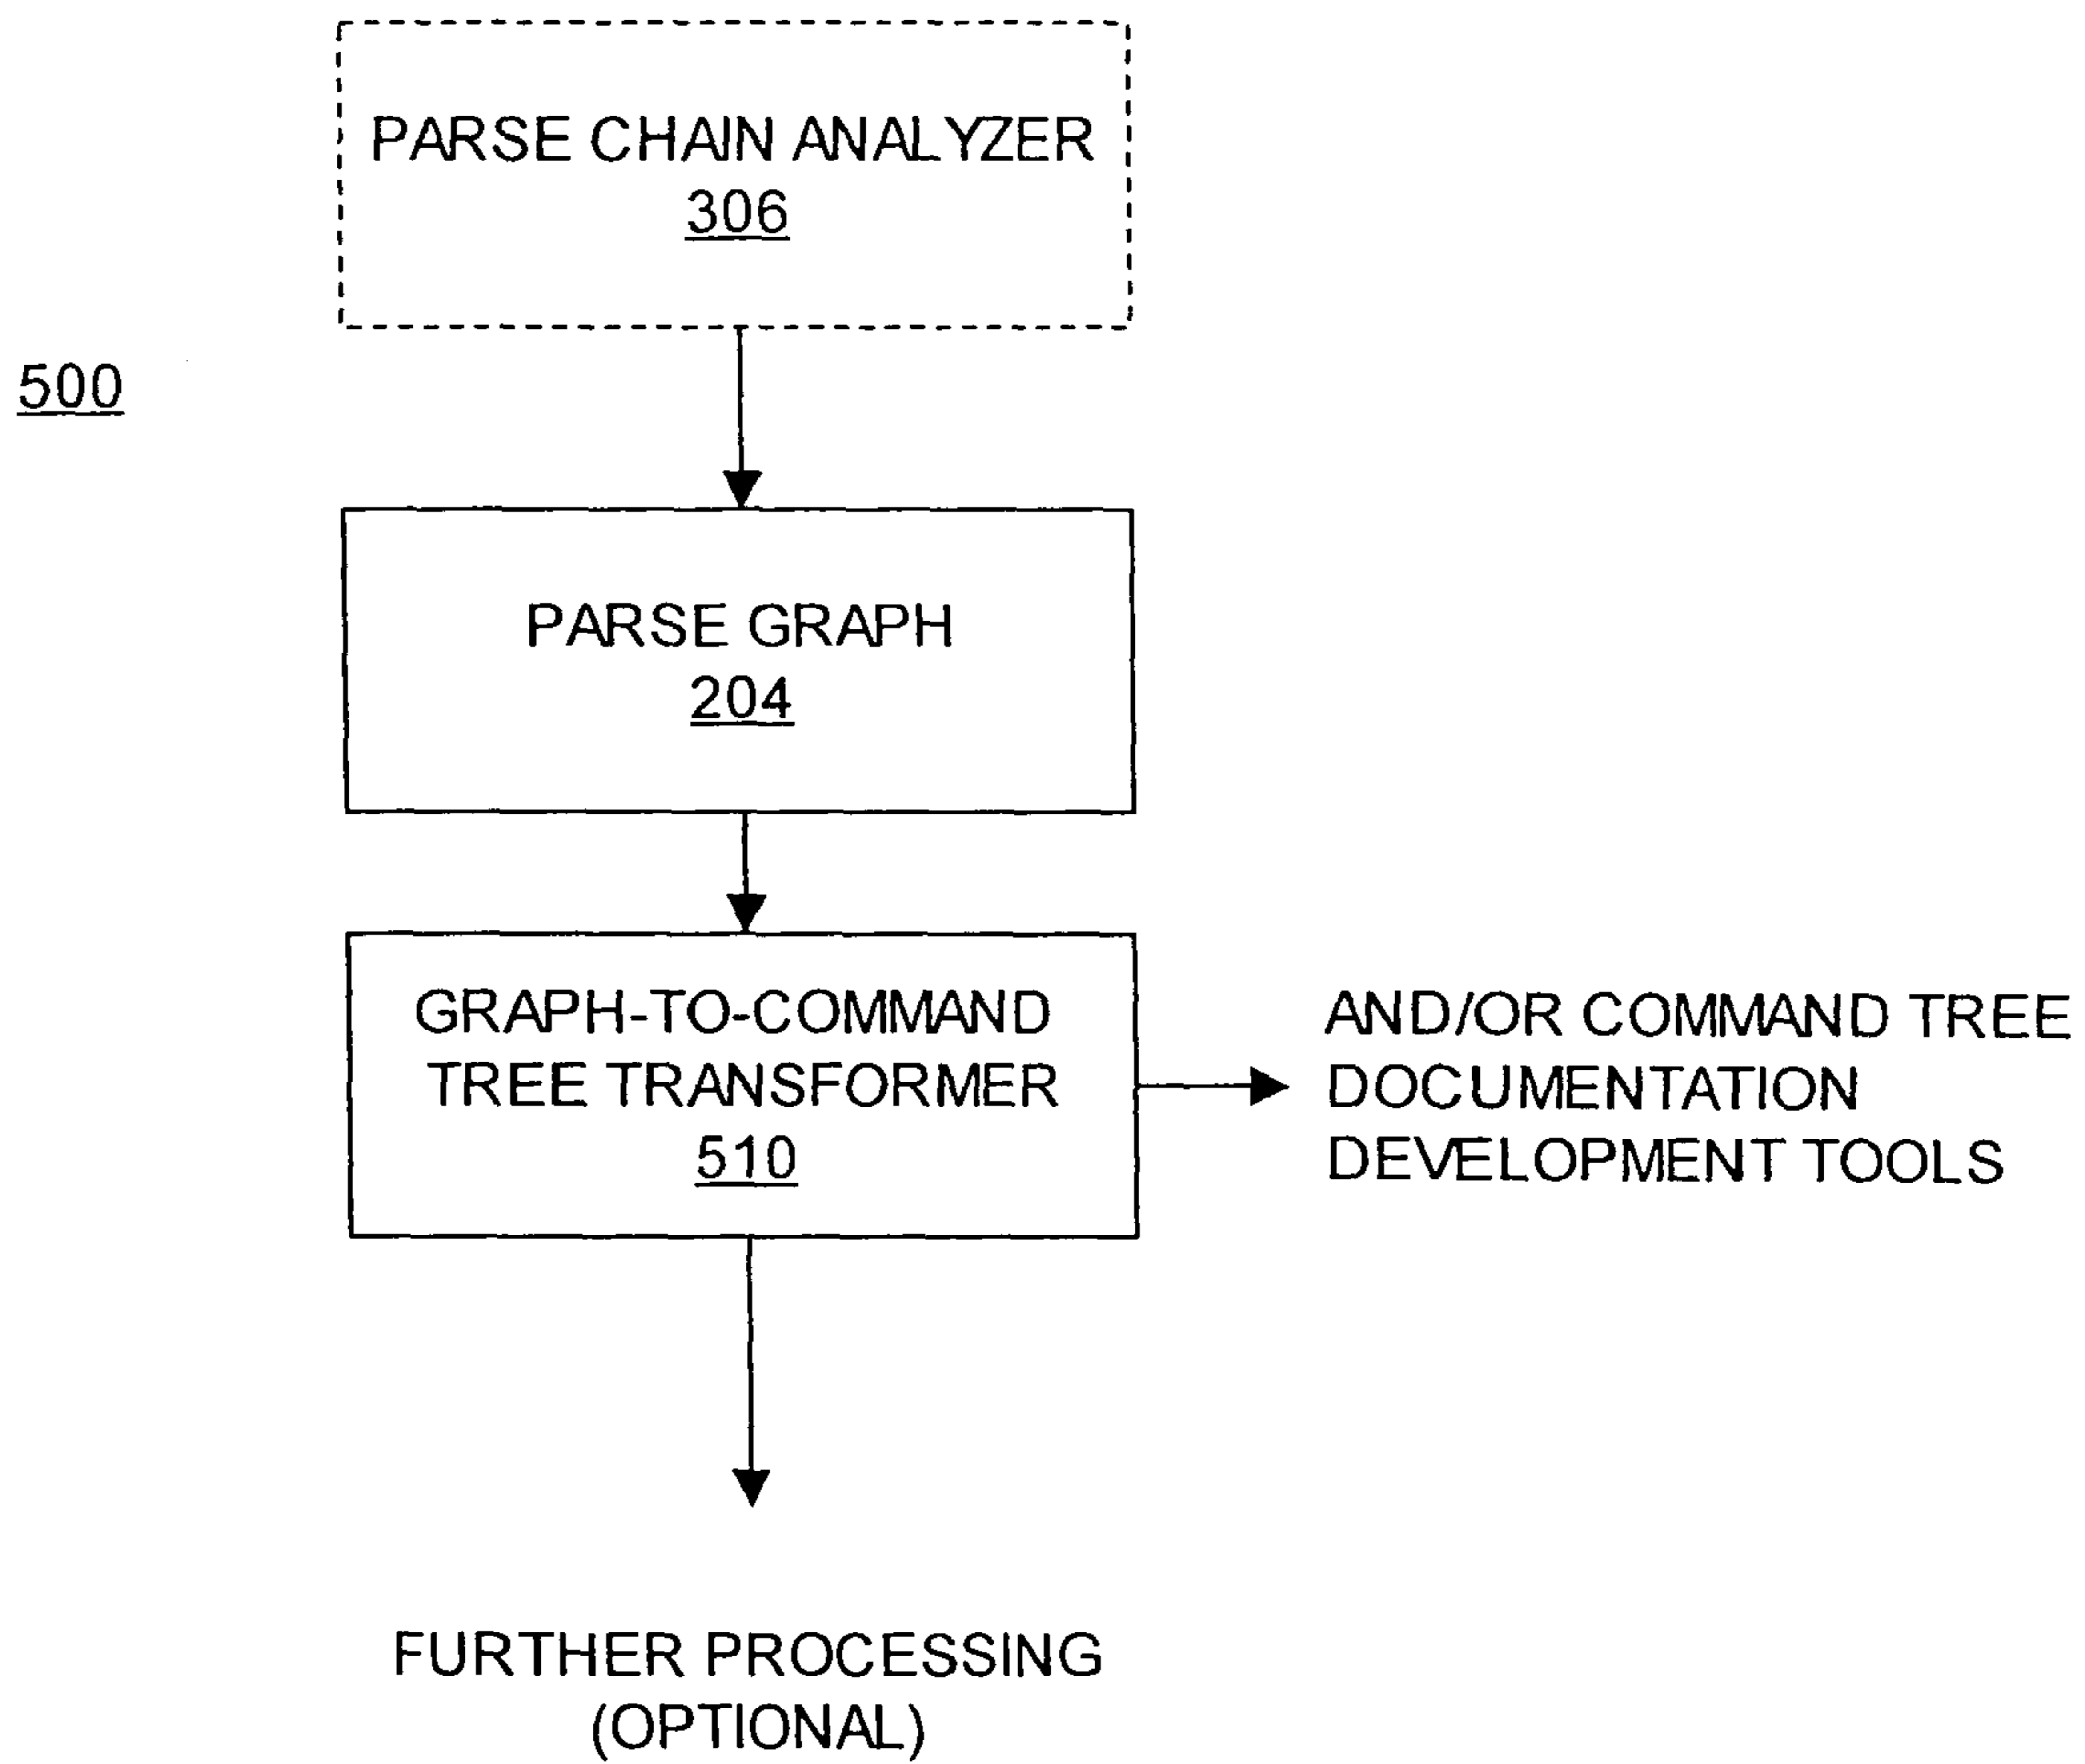 PARSE CHAIN ANALYZER
306
500
PARSE GRAPH
204
GRAPH-TO-COMMAND
TREE TRANSFORMER
510
AND/OR COMMAND TREE
DOCUMENTATION
DEVELOPMENT TOOLS
FURTHER PROCESSING
(OPTIONAL)